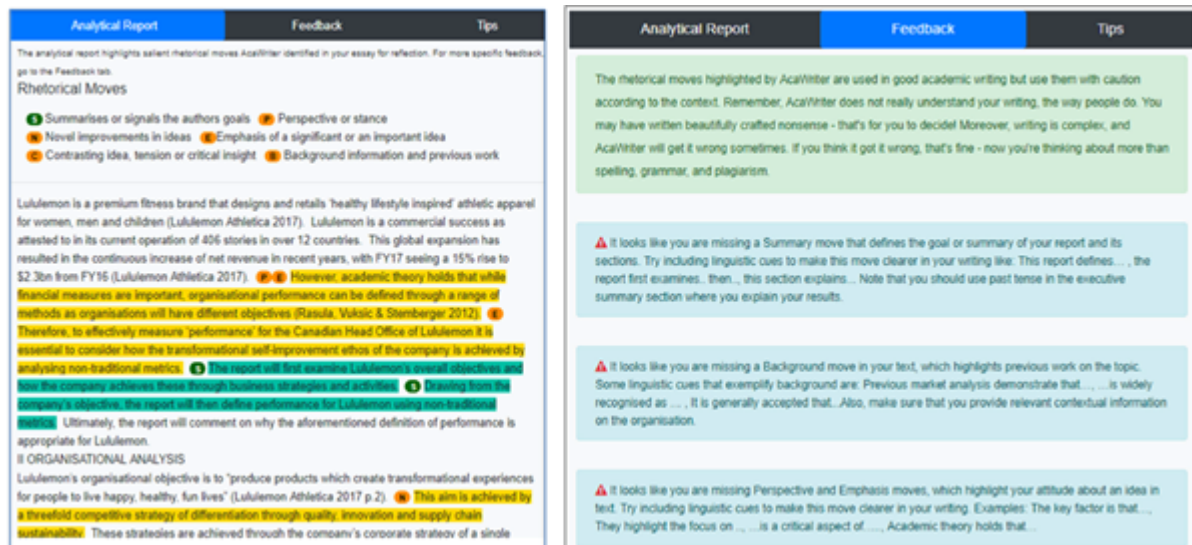 Analytical Report Feedback Tips
The analytical report highlights salient rhetorical moves AcaWriter identified in your essay for reflection. For more specific feedback,
go to the Feedback tab.
Rhetorical Moves
S Summarises or signals the authors goals P Perspective or stance
N Novel improvements in ideas E Emphasis of a significant or an important idea
C Contrasting idea, tension or critical insight B Background information and previous work
Lululemon is a premium fitness brand that designs and retails 'healthy lifestyle inspired' athletic apparel
for women, men and children (Lululemon Athletica 2017). Lululemon is a commercial success as
attested to in its current operation of 406 stories in over 12 countries. This global expansion has
resulted in the continuous increase of net revenue in recent years, with FY17 seeing a 15% rise to
$2.3bn from FY16 (Lululemon Athletica 2017). P E However, academic theory holds that while
financial measures are important, organisational performance can be defined through a range of
methods as organisations will have different objectives (Rasula, Vuksic & Stemberger 2012). E
Therefore, to effectively measure 'performance' for the Canadian Head Office of Lululemon it is
essential to consider how the transformational self-improvement ethos of the company is achieved by
analysing non-traditional metrics. S The report will first examine Lululemon's overall objectives and
how the company achieves these through business strategies and activities. S Drawing from the
company's objective, the report will then define performance for Lululemon using non-traditional
metrics. Ultimately, the report will comment on why the aforementioned definition of performance is
appropriate for Lululemon.
II ORGANISATIONAL ANALYSIS
Lululemon's organisational objective is to "produce products which create transformational experiences
for people to live happy, healthy, fun lives" (Lululemon Athletica 2017 p.2). N This aim is achieved by
a threefold competitive strategy of differentiation through quality, innovation and supply chain
sustainability. These strategies are achieved through the company's corporate strategy of a single
Analytical Report Feedback Tips
The rhetorical moves highlighted by AcaWriter are used in good academic writing but use them with caution
according to the context. Remember, AcaWriter does not really understand your writing, the way people do. You
may have written beautifully crafted nonsense - that's for you to decide! Moreover, writing is complex, and
AcaWriter will get it wrong sometimes. If you think it got it wrong, that's fine - now you're thinking about more than
spelling, grammar, and plagiarism.
It looks like you are missing a Summary move that defines the goal or summary of your report and its
sections. Try including linguistic cues to make this move clearer in your writing like: This report defines... , the
report first examines.. then.., this section explains... Note that you should use past tense in the executive
summary section where you explain your results.
It looks like you are missing a Background move in your text, which highlights previous work on the topic.
Some linguistic cues that exemplify background are: Previous market analysis demonstrate that..., ....is widely
recognised as .... , It is generally accepted that...Also, make sure that you provide relevant contextual information
on the organisation.
It looks like you are missing Perspective and Emphasis moves, which highlight your attitude about an idea in
text. Try including linguistic cues to make this move clearer in your writing. Examples: The key factor is that...,
They highlight the focus on .., ...is a critical aspect of....., Academic theory holds that...